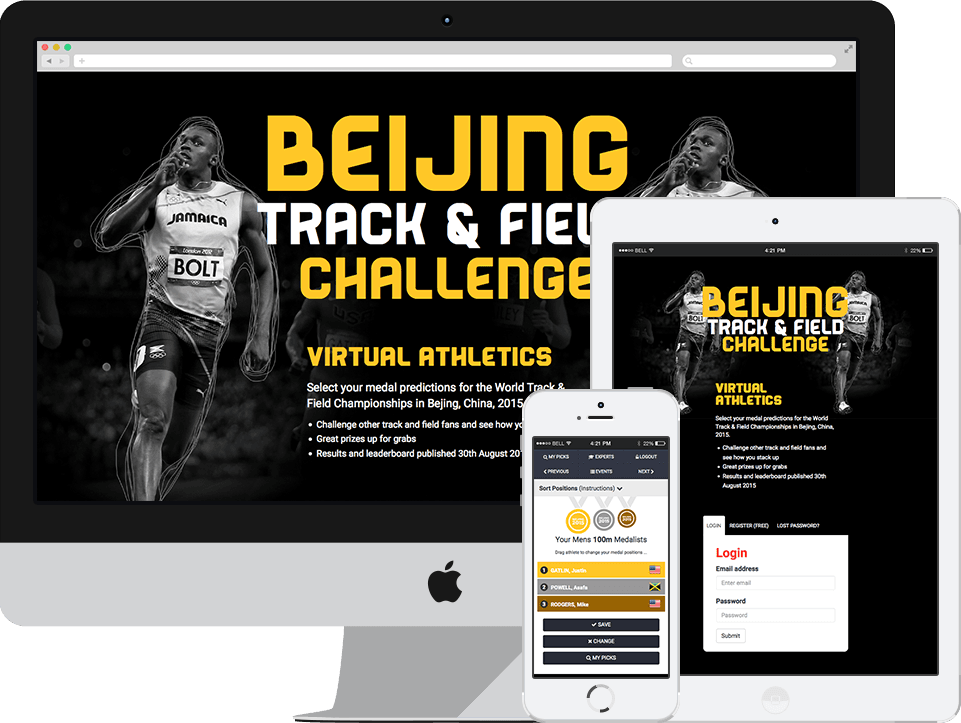 BEIJING
TRACK & FIEL
CHALLENGE
JAMAICA
London 2012
BOLT
VIRTUAL ATHLETICS
Select your medal predictions for the World Track &
Field Championships in Bejing, China, 2015
Challenge other track and field fans and see how yo
Great prizes up for grabs
Results and leaderboard published 30th August 201
BELL
4:21 PM
22%
BEIJING
TRACK & FIELD
CHALLENGE
BOLT
BOLT
VIRTUAL
ATHLETICS
Select your medal predictions for the World
Track & Field Championships in Bejing, China,
2015.
Challenge other track and field fans and
see how you stack up
Great prizes up for grabs
Results and leaderboard published 30th
August 2015
LOGIN REGISTER (FREE) LOST PASSWORD?
Login
Email address
Enter email
Password
Password
Submit
BELL 4:21 PM 22%
MY PICKS EXPERTS LOGOUT
PREVIOUS EVENTS NEXT
Sort Positions (Instructions)
Your Mens 100m Medalists
Drag athlete to change your medal positions ...
1 GATLIN, Justin
2 POWELL, Asafa
3 RODGERS, Mike
SAVE
CHANGE
MY PICKS